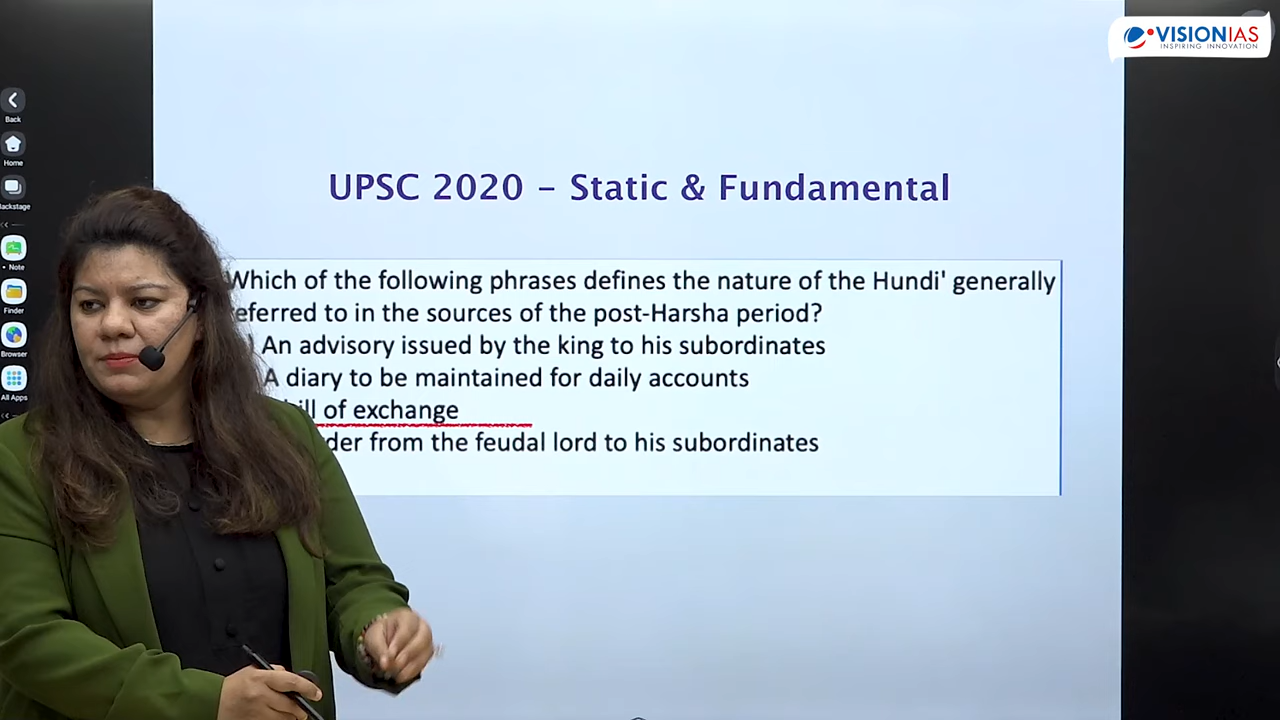 VISIONIAS
INSPIRING INNOVATION
Back
Home
Backstage
Note
Finder
Browser
All Apps
UPSC 2020 – Static & Fundamental
Which of the following phrases defines the nature of the Hundi' generally
referred to in the sources of the post-Harsha period?
An advisory issued by the king to his subordinates
A diary to be maintained for daily accounts
bill of exchange
from the feudal lord to his subordinates